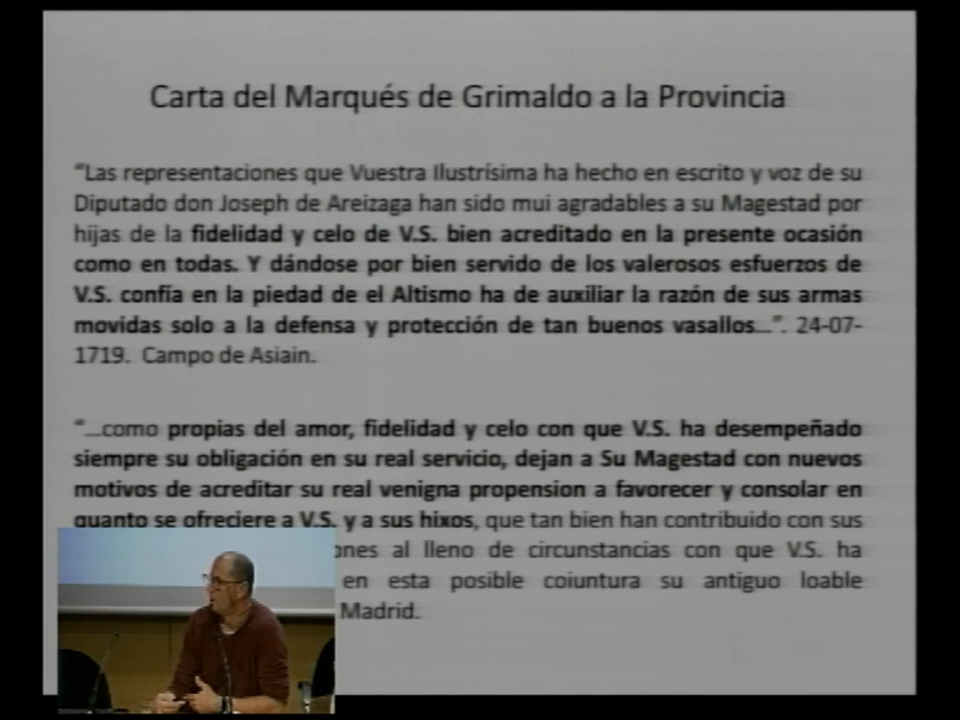 Carta del Marqués de Grimaldo a la Provincia
“Las representaciones que Vuestra Ilustrísima ha hecho en escrito y voz de su
Diputado don Joseph de Areizaga han sido mui agradables a su Magestad por
hijas de la fidelidad y celo de V.S. bien acreditado en la presente ocasión
como en todas. Y dándose por bien servido de los valerosos esfuerzos de
V.S. confía en la piedad de el Altismo ha de auxiliar la razón de sus armas
movidas solo a la defensa y protección de tan buenos vasallos…”. 24-07-
1719. Campo de Asiain.
“…como propias del amor, fidelidad y celo con que V.S. ha desempeñado
siempre su obligación en su real servicio, dejan a Su Magestad con nuevos
motivos de acreditar su real venigna propension a favorecer y consolar en
quanto se ofreciere a V.S. y a sus hixos, que tan bien han contribuido con sus
ones al lleno de circunstancias con que V.S. ha
en esta posible coiuntura su antiguo loable
Madrid.